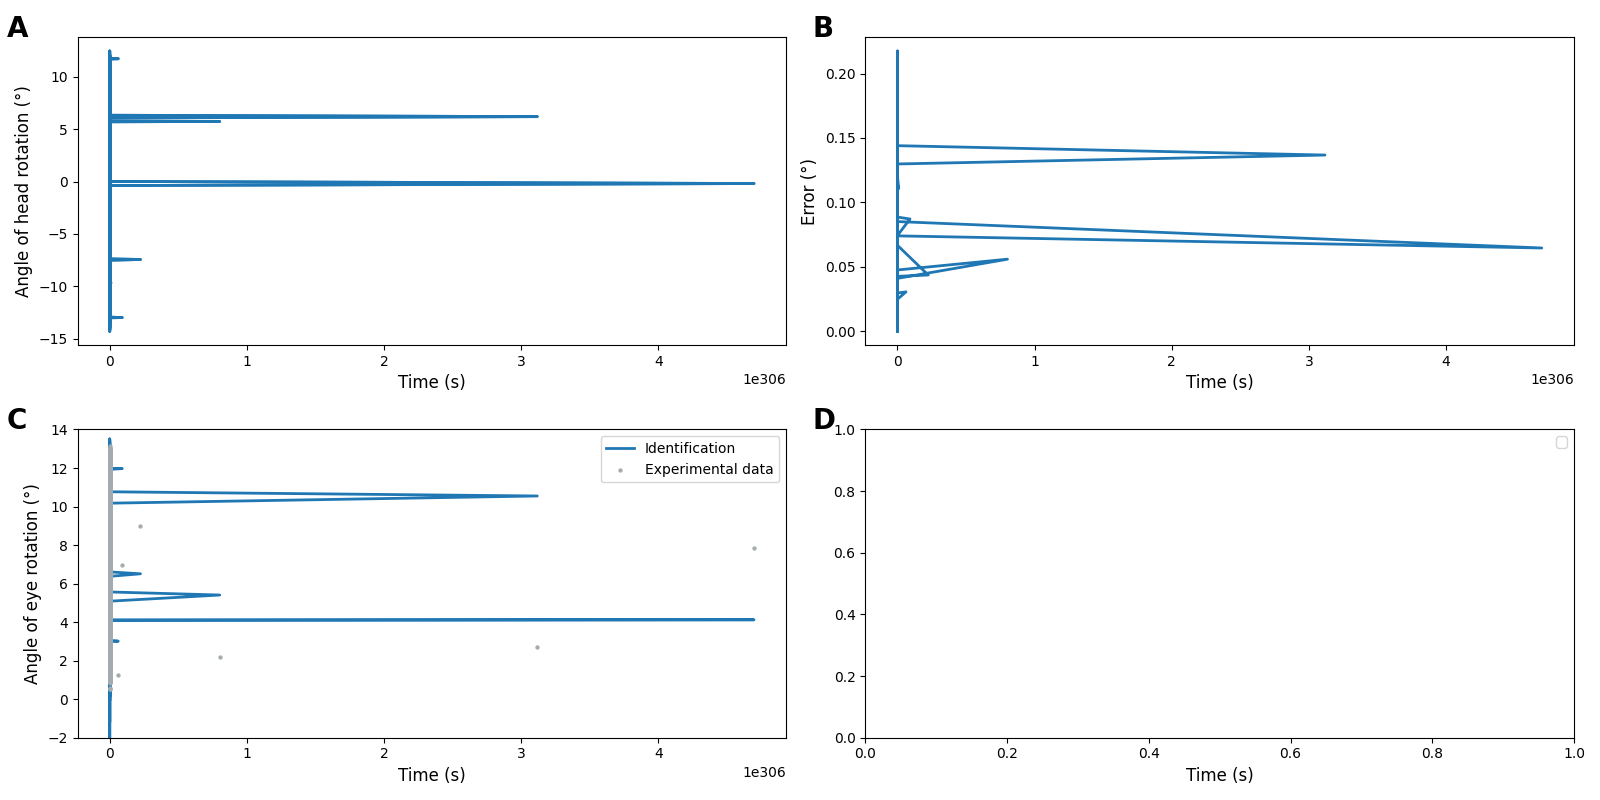 A
Angle of head rotation (°)
10
5
0
−5
−10
−15
0 1 2 3 4
1e306
Time (s)
B
Error (°)
0.20
0.15
0.10
0.05
0.00
0 1 2 3 4
1e306
Time (s)
C
Angle of eye rotation (°)
14
12
10
8
6
4
2
0
−2
Identification
Experimental data
0 1 2 3 4
1e306
Time (s)
D
1.0
0.8
0.6
0.4
0.2
0.0
0.0 0.2 0.4 0.6 0.8 1.0
Time (s)